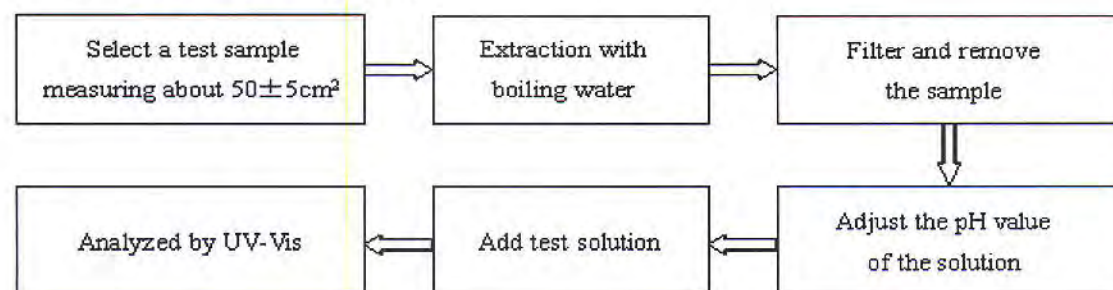 Select a test sample
measuring about 50±5cm²
Extraction with
boiling water
Filter and remove
the sample
Adjust the pH value
of the solution
Add test solution
Analyzed by UV-Vis